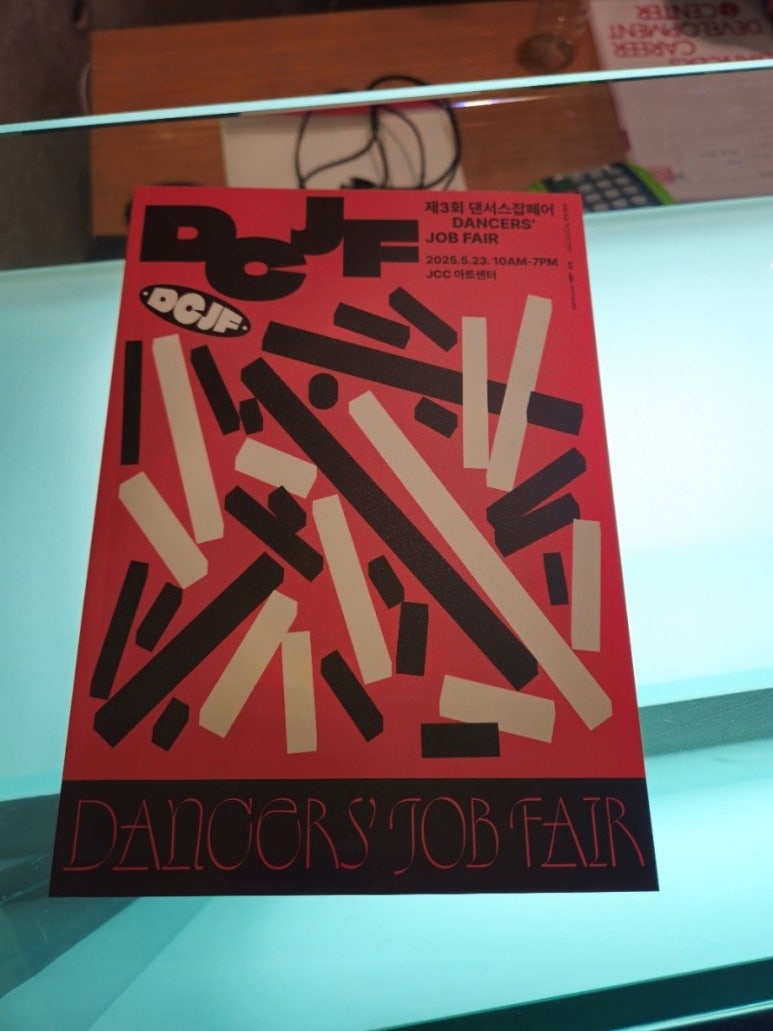 CENTER
DEVELOPMENT
CAREER
DCJF
제3회 댄서스잡페어
DANCERS'
JOB FAIR
2025.5.23. 10AM-7PM
JCC 아트센터
DCJF
DANCERS' JOB FAIR